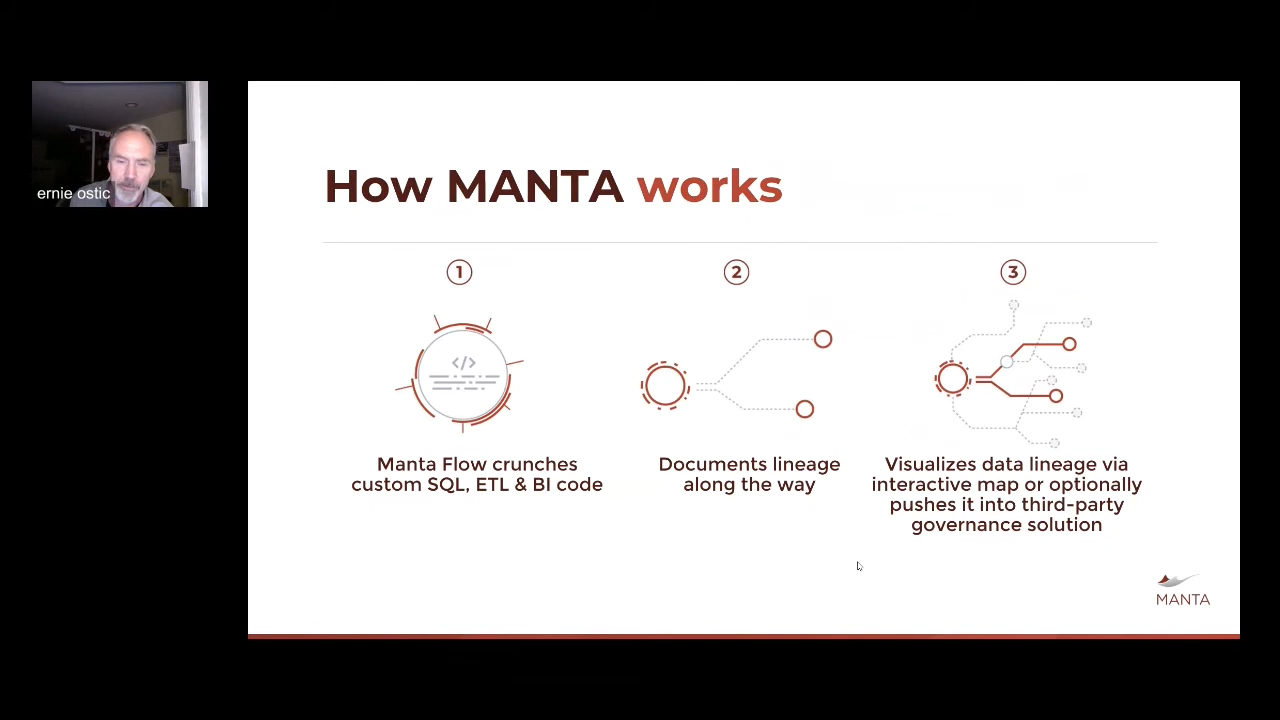 ernie ostic
How MANTA works
1
2
3
</>
Manta Flow crunches
custom SQL, ETL & BI code
Documents lineage
along the way
Visualizes data lineage via
interactive map or optionally
pushes it into third-party
governance solution
MANTA